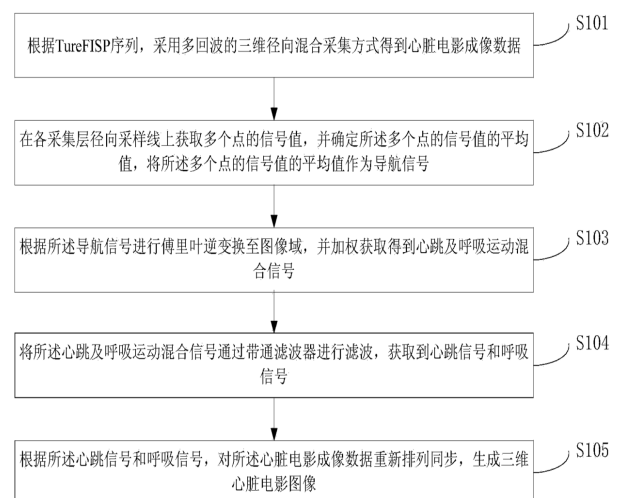 根据TureFISP序列，采用多回波的三维径向混合采集方式得到心脏电影成像数据
S101
在各采集层径向采样线上获取多个点的信号值，并确定所述多个点的信号值的平均
值，将所述多个点的信号值的平均值作为导航信号
S102
根据所述导航信号进行傅里叶逆变换至图像域，并加权获取得到心跳及呼吸运动混
合信号
S103
将所述心跳及呼吸运动混合信号通过带通滤波器进行滤波，获取到心跳信号和呼吸
信号
S104
根据所述心跳信号和呼吸信号，对所述心脏电影成像数据重新排列同步，生成三维
心脏电影图像
S105